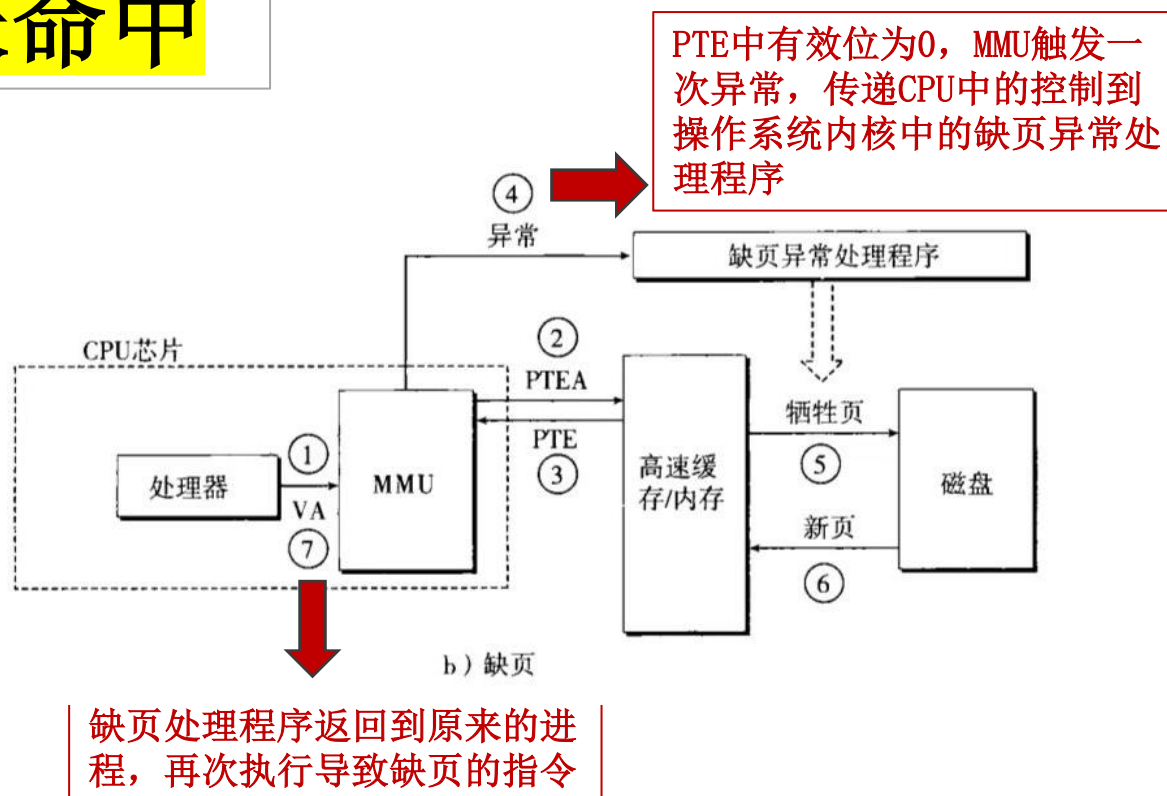 命中
PTE中有效位为0，MMU触发一
次异常，传递CPU中的控制到
操作系统内核中的缺页异常处
理程序
④
异常
缺页异常处理程序
CPU芯片
②
PTEA
PTE
③
①
处理器
VA
⑦
MMU
高速缓
存/内存
牺牲页
⑤
新页
⑥
磁盘
b）缺页
缺页处理程序返回到原来的进
程，再次执行导致缺页的指令